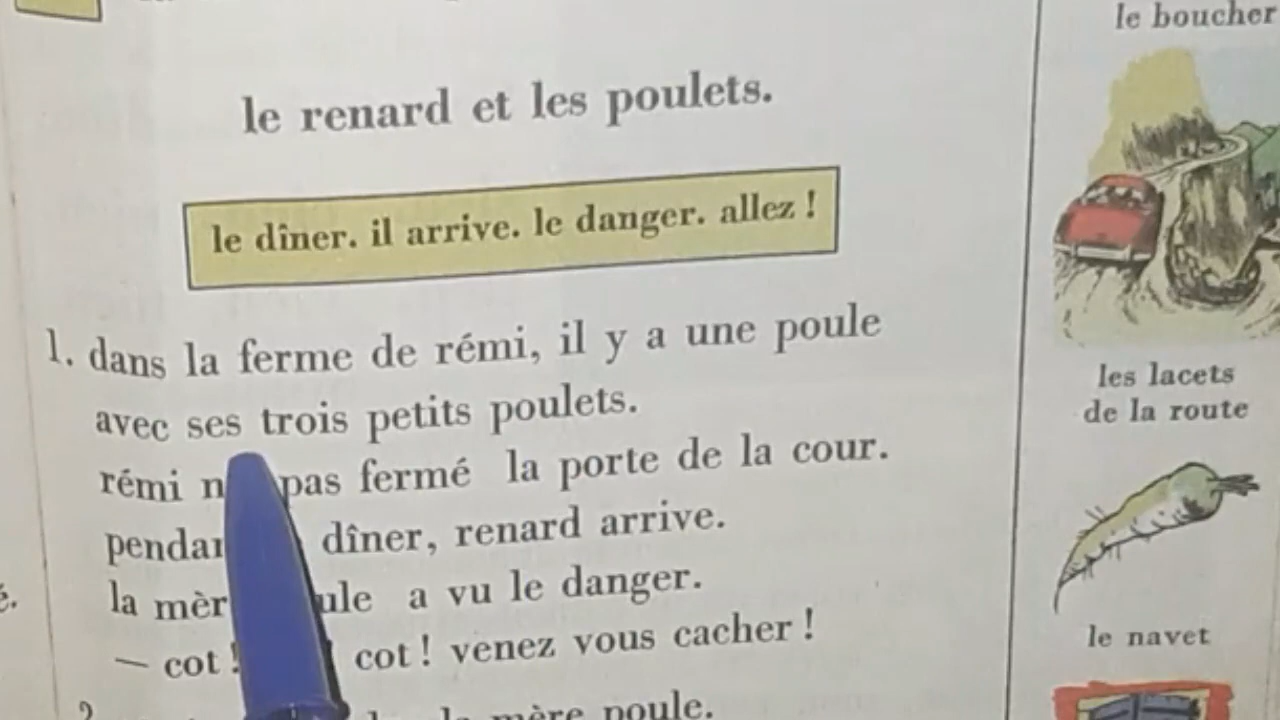 le renard et les poulets.
le dîner. il arrive. le danger. allez !
1. dans la ferme de rémi, il y a une poule
avec ses trois petits poulets.
rémi pas fermé la porte de la cour.
dîner, renard arrive.
la a vu le danger.
— cot ! cot ! venez vous cacher !
2. la mère poule.
le boucher
les lacets
de la route
le navet